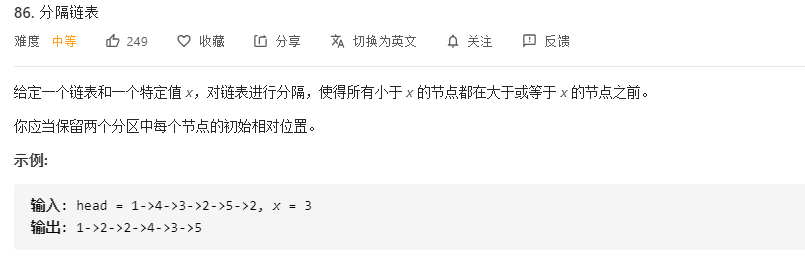 86. 分隔链表
难度 中等 249 收藏 分享 切换为英文 关注 反馈
给定一个链表和一个特定值 x，对链表进行分隔，使得所有小于 x 的节点都在大于或等于 x 的节点之前。
你应当保留两个分区中每个节点的初始相对位置。
示例:
输入: head = 1->4->3->2->5->2, x = 3
输出: 1->2->2->4->3->5